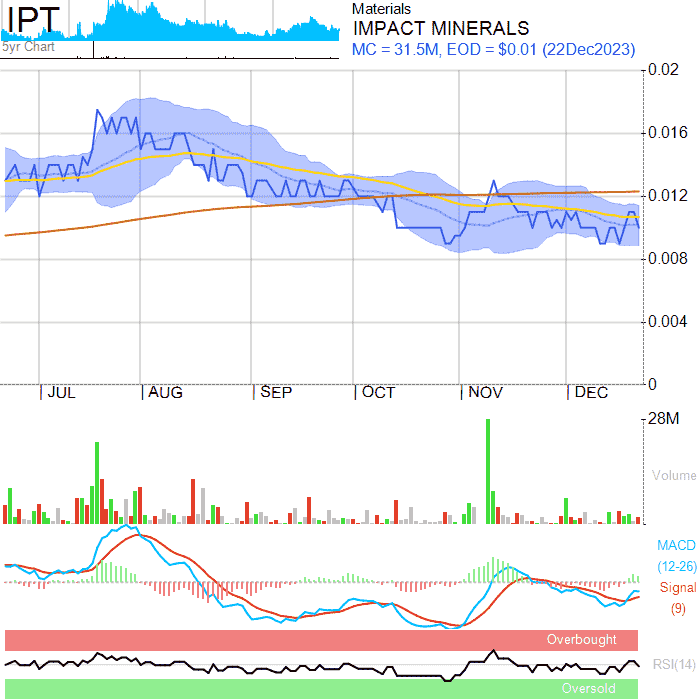 IPT
5yr Chart
Materials
IMPACT MINERALS
MC = 31.5M, EOD = $0.01 (22Dec2023)
0.02
0.016
0.012
0.008
0.004
0
JUL AUG SEP OCT NOV DEC
28M
Volume
MACD
(12-26)
Signal
(9)
Overbought
RSI(14)
Oversold